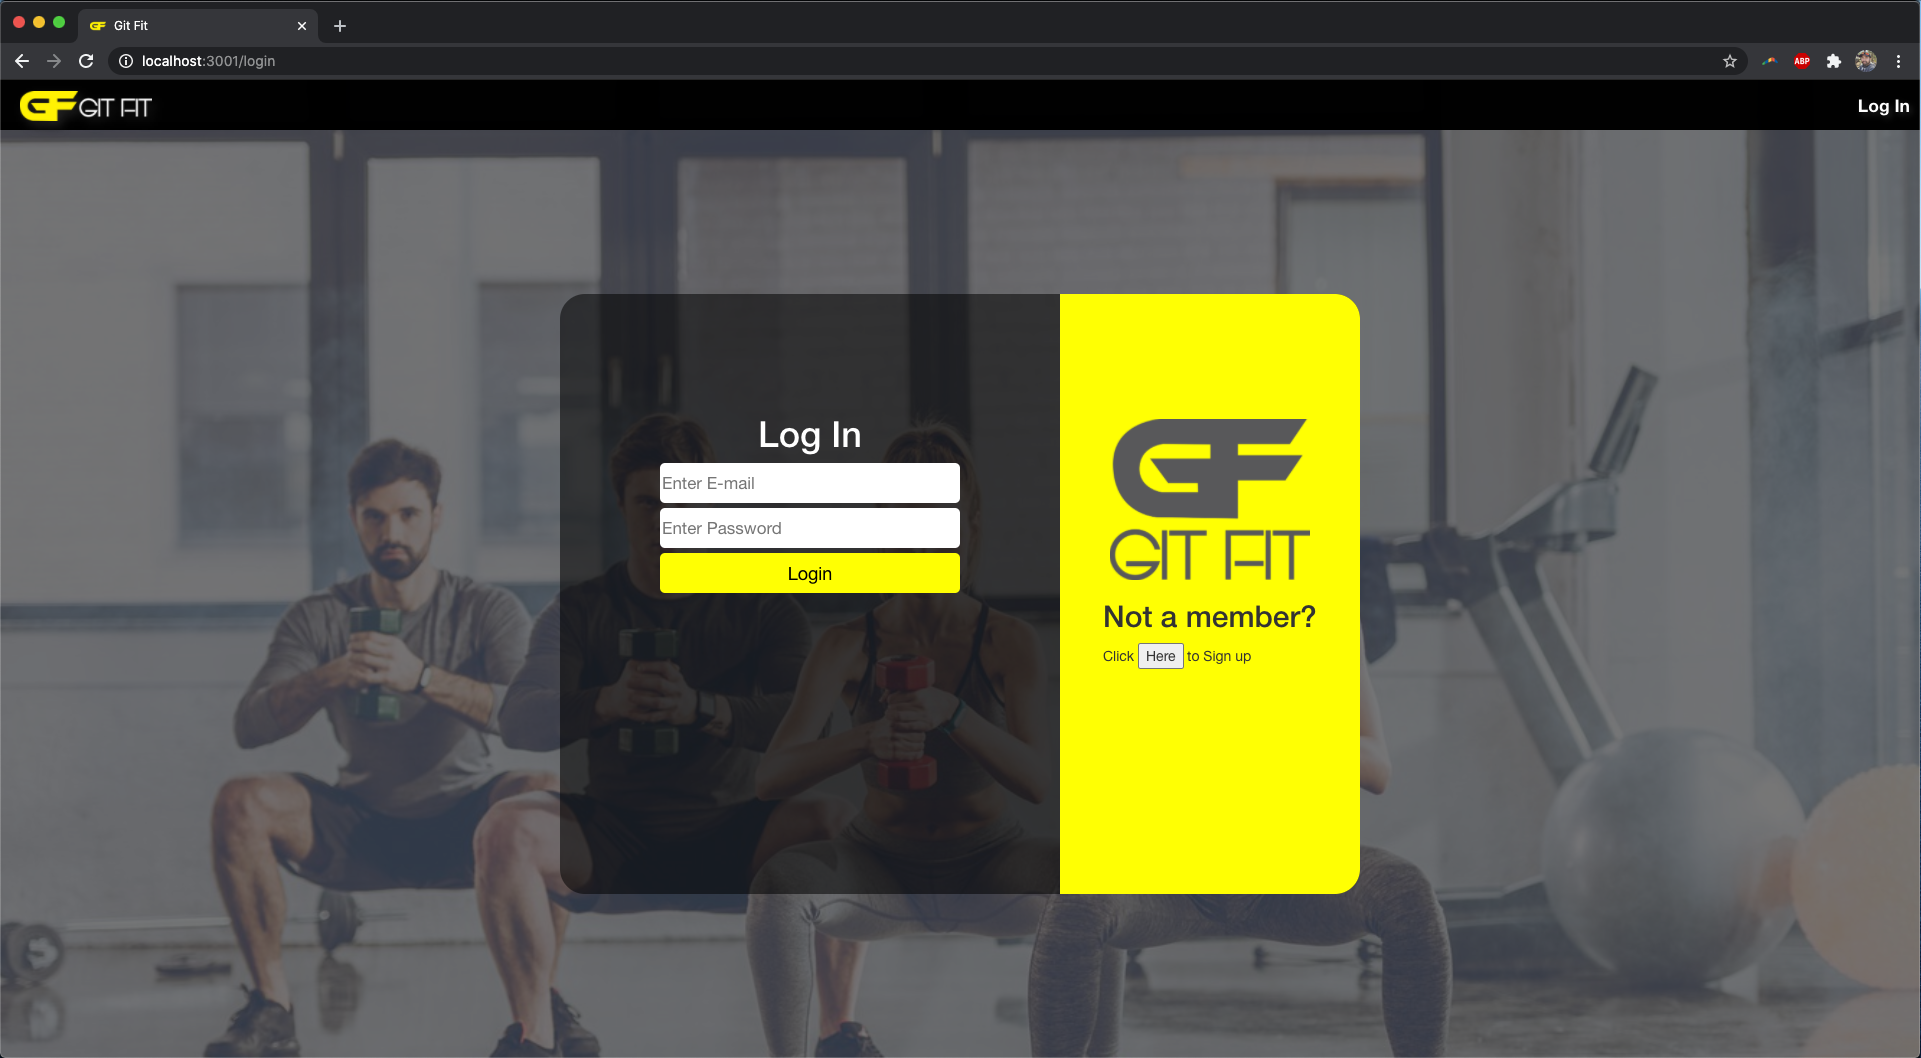 Git Fit
localhost:3001/login
ABP
GF GIT FIT
Log In
Log In
Enter E-mail
Enter Password
Login
GF
GIT FIT
Not a member?
Click Here to Sign up